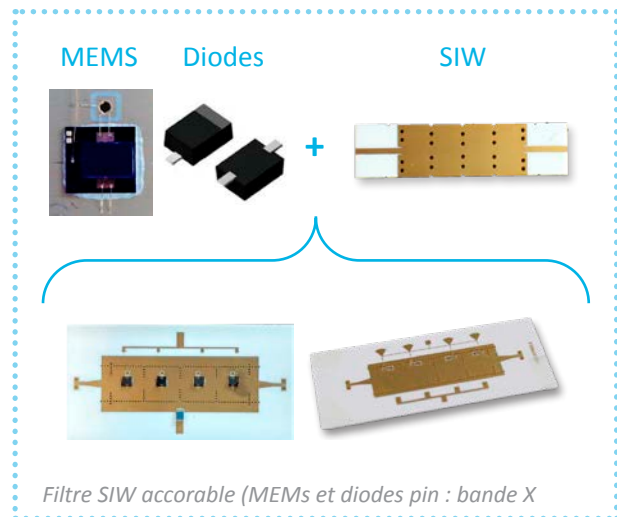 MEMS Diodes SIW
+
Filtre SIW accorable (MEMs et diodes pin : bande X